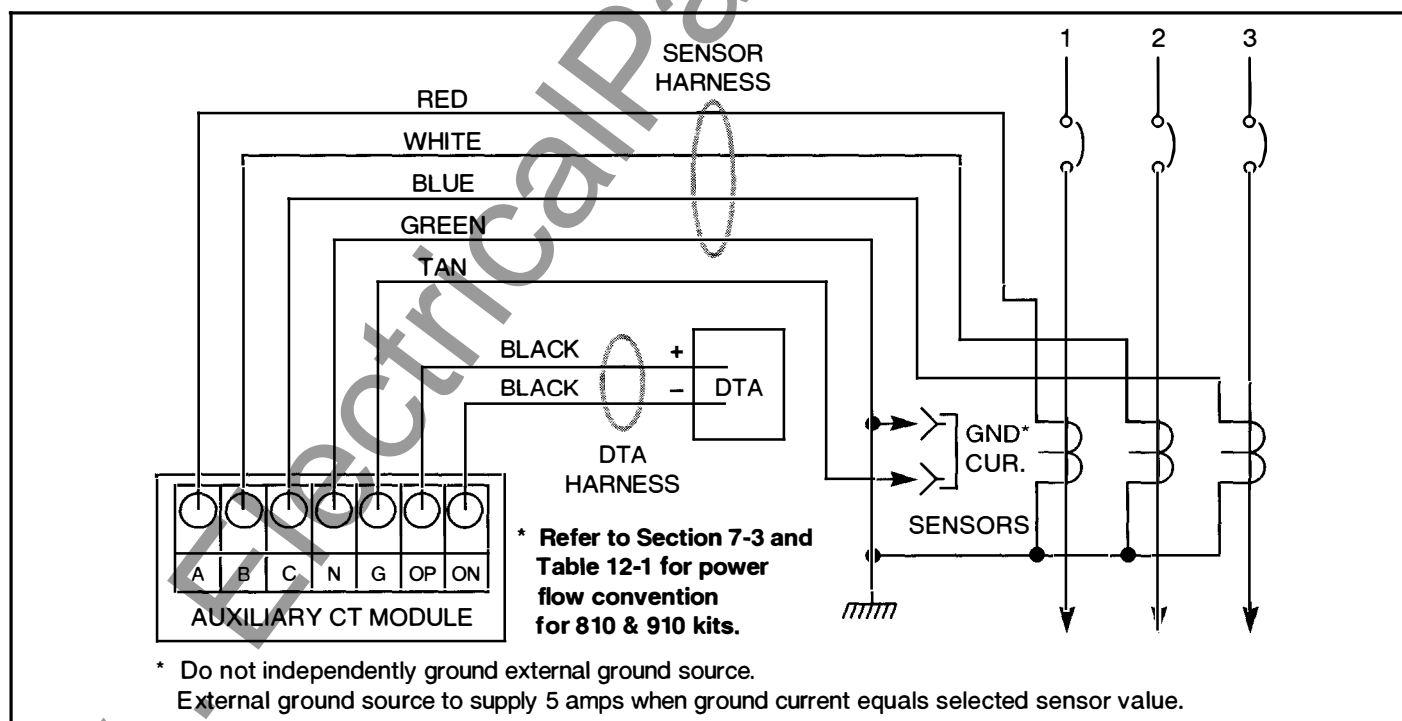 1 2 3
SENSOR
HARNESS
RED
WHITE
BLUE
GREEN
TAN
BLACK +
BLACK – DTA
DTA
HARNESS
GND*
CUR.
SENSORS
A B C N G OP ON
AUXILIARY CT MODULE
* Refer to Section 7-3 and
Table 12-1 for power
flow convention
for 810 & 910 kits.
* Do not independently ground external ground source.
External ground source to supply 5 amps when ground current equals selected sensor value.
ElectricalPa